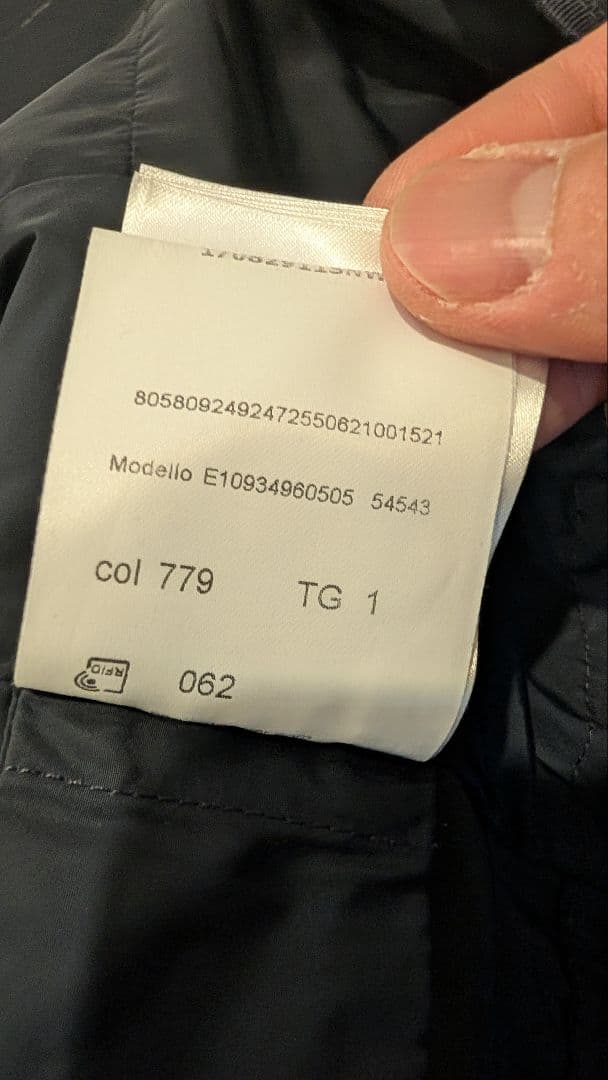 8058092492472550621001521
Modello E10934960505 54543
col 779 TG 1
RFID
062